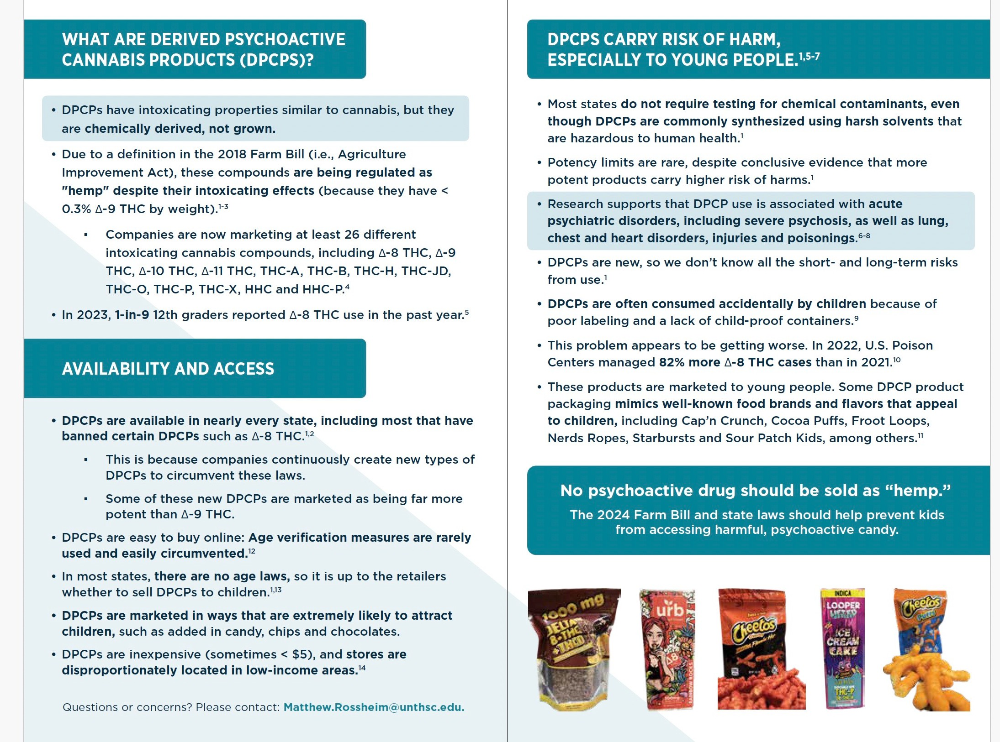 WHAT ARE DERIVED PSYCHOACTIVE
CANNABIS PRODUCTS (DPCPS)?
• DPCPs have intoxicating properties similar to cannabis, but they
are chemically derived, not grown.
• Due to a definition in the 2018 Farm Bill (i.e., Agriculture
Improvement Act), these compounds are being regulated as
"hemp" despite their intoxicating effects (because they have <
0.3% Δ-9 THC by weight).1-3
▪ Companies are now marketing at least 26 different
intoxicating cannabis compounds, including Δ-8 THC, Δ-9
THC, Δ-10 THC, Δ-11 THC, THC-A, THC-B, THC-H, THC-JD,
THC-O, THC-P, THC-X, HHC and HHC-P.4
• In 2023, 1-in-9 12th graders reported Δ-8 THC use in the past year.5
AVAILABILITY AND ACCESS
• DPCPs are available in nearly every state, including most that have
banned certain DPCPs such as Δ-8 THC.1,2
▪ This is because companies continuously create new types of
DPCPs to circumvent these laws.
▪ Some of these new DPCPs are marketed as being far more
potent than Δ-9 THC.
• DPCPs are easy to buy online: Age verification measures are rarely
used and easily circumvented.12
• In most states, there are no age laws, so it is up to the retailers
whether to sell DPCPs to children.1,13
• DPCPs are marketed in ways that are extremely likely to attract
children, such as added in candy, chips and chocolates.
• DPCPs are inexpensive (sometimes < $5), and stores are
disproportionately located in low-income areas.14
Questions or concerns? Please contact: Matthew.Rossheim@unthsc.edu.
DPCPS CARRY RISK OF HARM,
ESPECIALLY TO YOUNG PEOPLE.1,5-7
• Most states do not require testing for chemical contaminants, even
though DPCPs are commonly synthesized using harsh solvents that
are hazardous to human health.1
• Potency limits are rare, despite conclusive evidence that more
potent products carry higher risk of harms.1
• Research supports that DPCP use is associated with acute
psychiatric disorders, including severe psychosis, as well as lung,
chest and heart disorders, injuries and poisonings.6-8
• DPCPs are new, so we don't know all the short- and long-term risks
from use.1
• DPCPs are often consumed accidentally by children because of
poor labeling and a lack of child-proof containers.9
• This problem appears to be getting worse. In 2022, U.S. Poison
Centers managed 82% more Δ-8 THC cases than in 2021.10
• These products are marketed to young people. Some DPCP product
packaging mimics well-known food brands and flavors that appeal
to children, including Cap'n Crunch, Cocoa Puffs, Froot Loops,
Nerds Ropes, Starbursts and Sour Patch Kids, among others.11
No psychoactive drug should be sold as “hemp.”
The 2024 Farm Bill and state laws should help prevent kids
from accessing harmful, psychoactive candy.
1000 mg
DELTA
8•THC
+THCO
urb
Δ8
Cheetos
INDICA
LOOPER
LIFTED
ICE
CREAM
CAKE
THC-P
Cheetos
Puffs